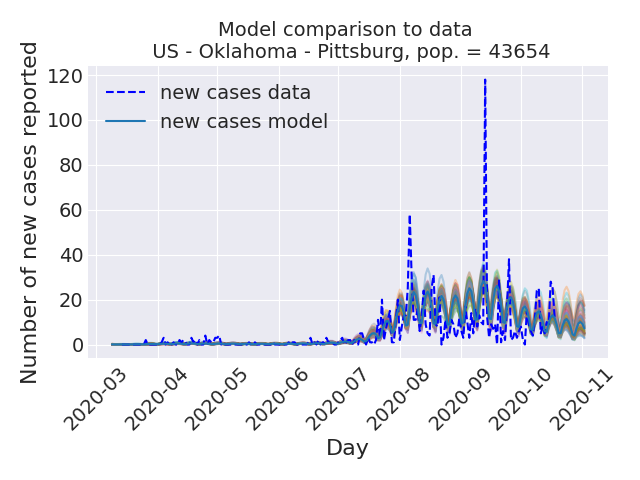 Model comparison to data
US - Oklahoma - Pittsburg, pop. = 43654
Number of new cases reported
120
100
80
60
40
20
0
new cases data
new cases model
2020-03
2020-04
2020-05
2020-06
2020-07
2020-08
2020-09
2020-10
2020-11
Day